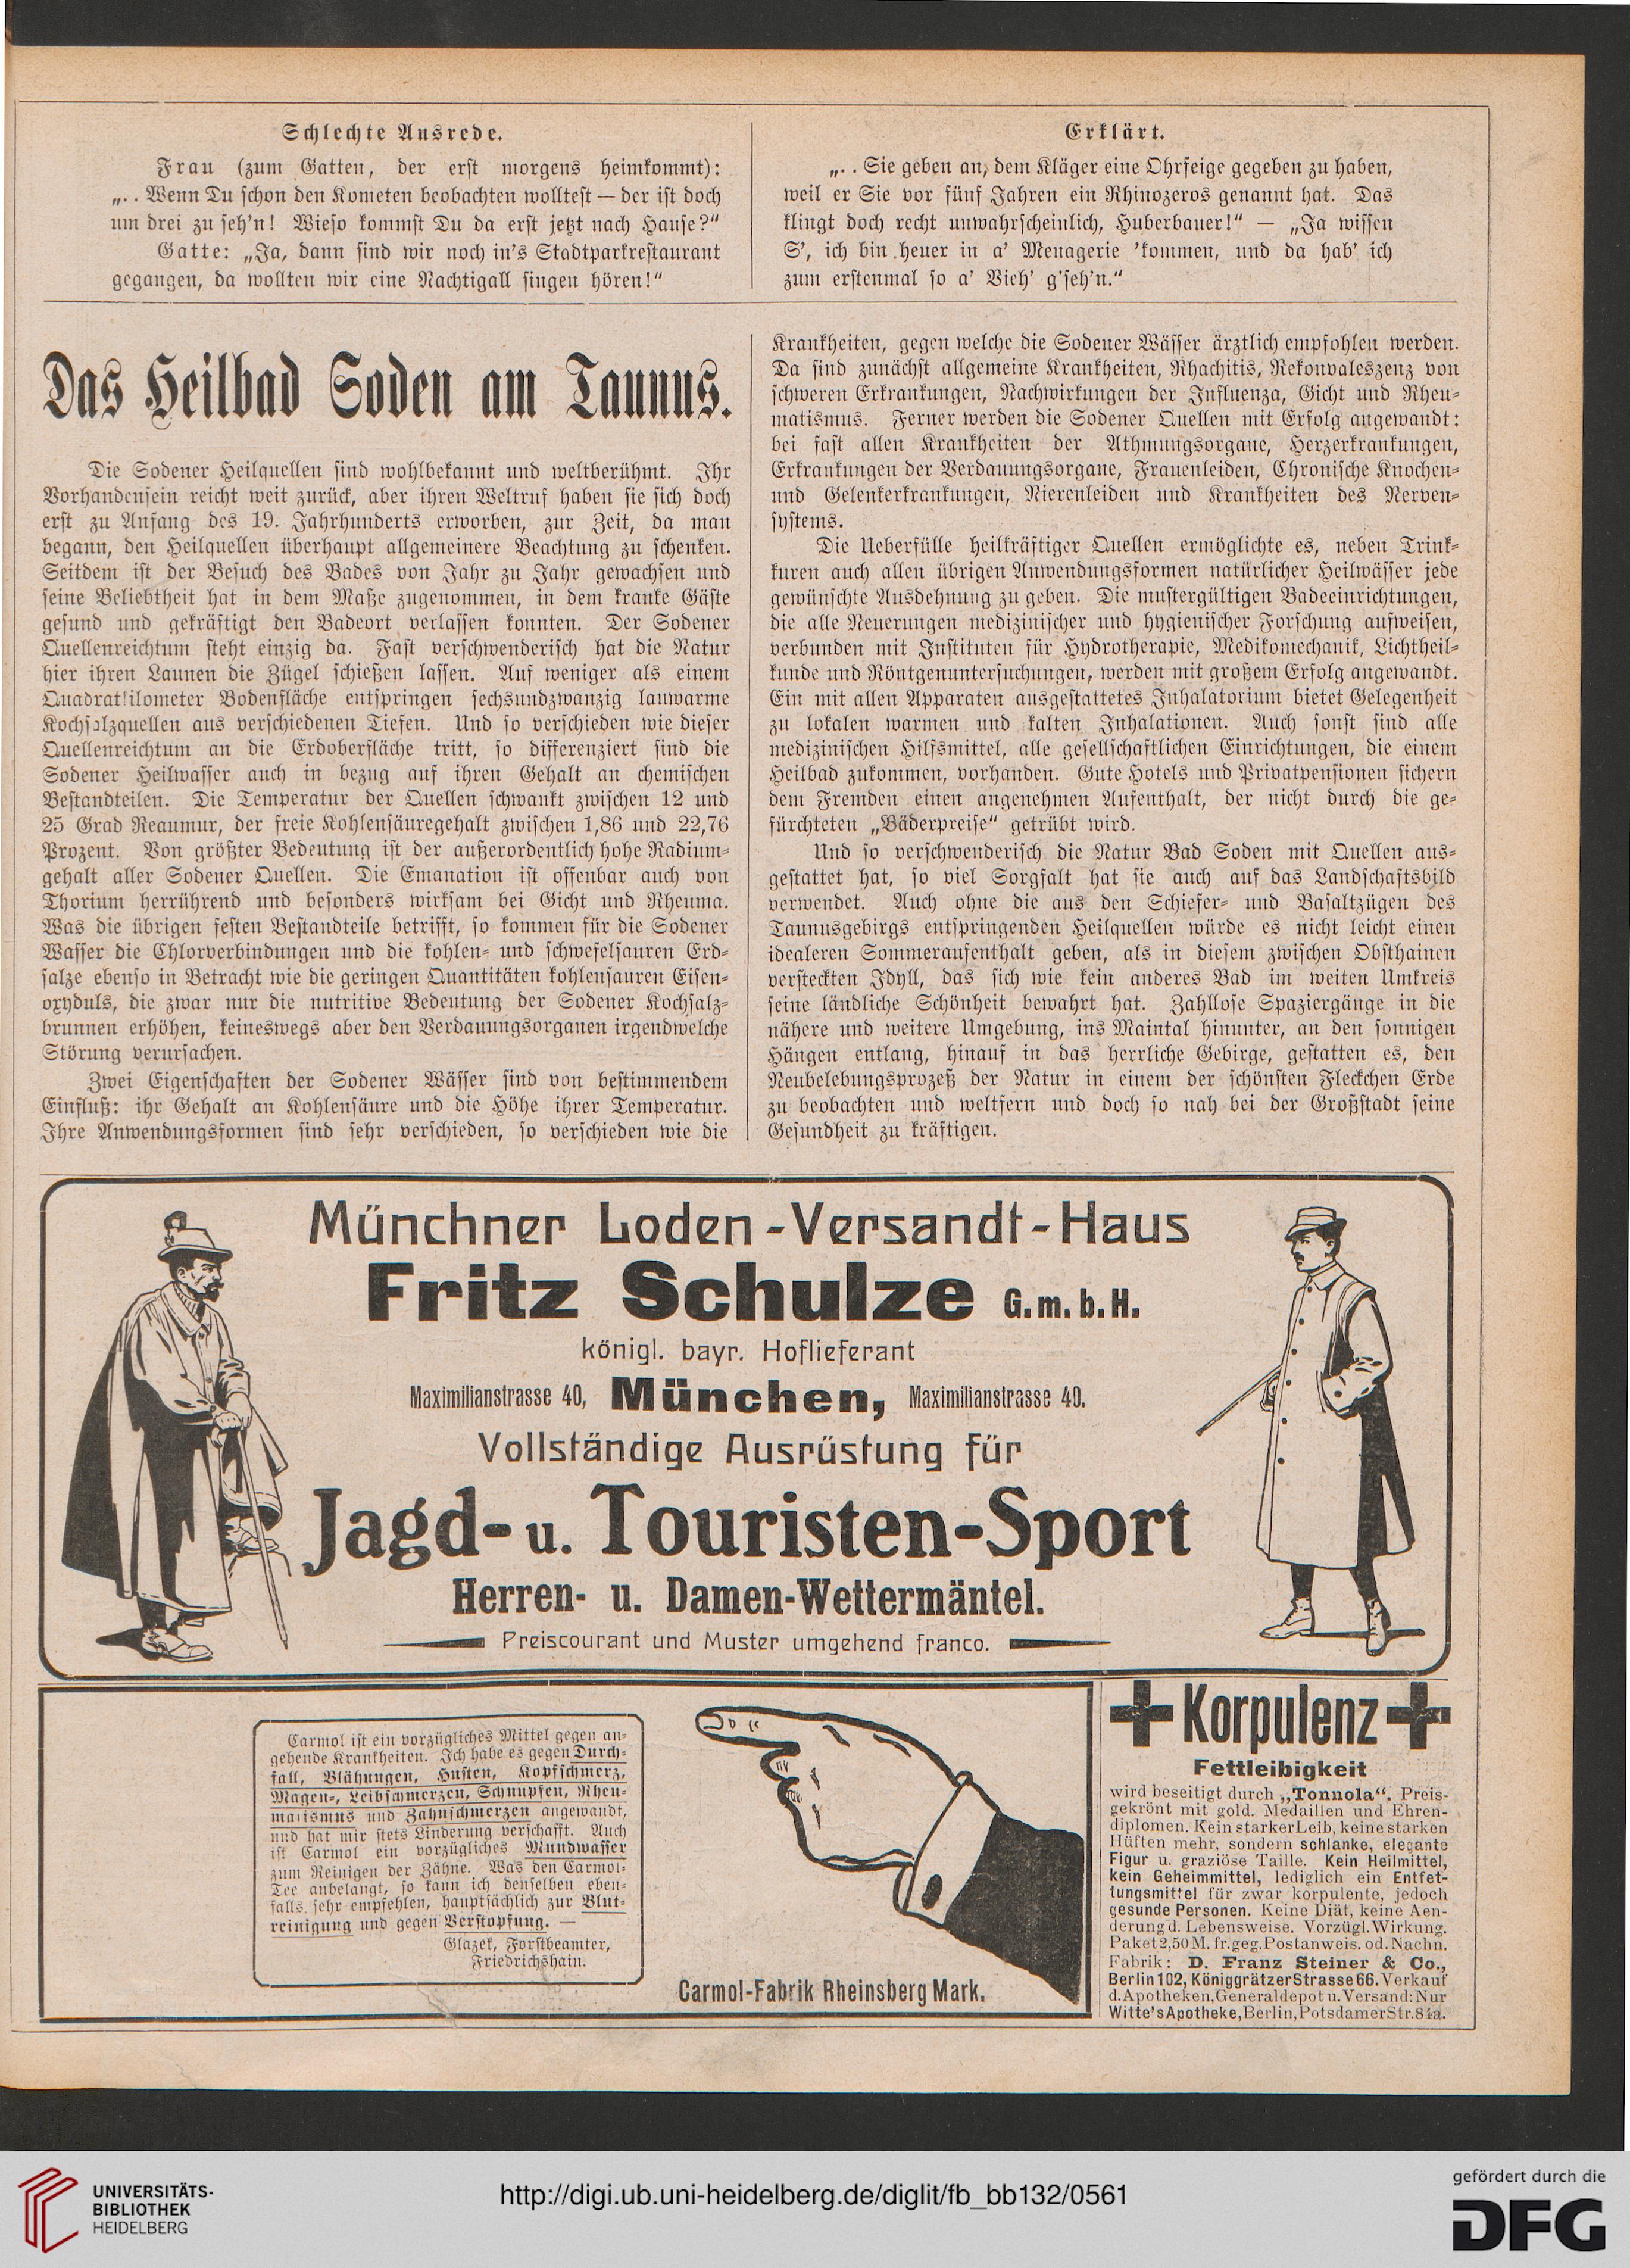 Schlechte Ausrede.
Frau (zum Gatten, der erst morgens heimkommt):
„. . Wenn Du schon den Kometen beobachten wolltest — der ist doch
um drei zu seh'n! Wieso kommst Du da erst jetzt nach Hause?“
Gatte: „Ja, dann sind wir noch in's Stadtparkrestaurant
gegangen, da wollten wir eine Nachtigall singen hören!“
Erklärt.
„. . Sie geben an, dem Kläger eine Ohrfeige gegeben zu haben,
weil er Sie vor fünf Jahren ein Rhinozeros genannt hat. Das
klingt doch recht unwahrscheinlich, Huberbauer!“ — „Ja wissen
S', ich bin heuer in a' Menagerie 'kommen, und da hab' ich
zum erstenmal so a' Vieh' g'seh'n.“
Das Heilbad Soden am Taunus.
Die Sodener Heilquellen sind wohlbekannt und weltberühmt. Ihr
Vorhandensein reicht weit zurück, aber ihren Weltruf haben sie sich doch
erst zu Anfang des 19. Jahrhunderts erworben, zur Zeit, da man
begann, den Heilquellen überhaupt allgemeinere Beachtung zu schenken.
Seitdem ist der Besuch des Bades von Jahr zu Jahr gewachsen und
seine Beliebtheit hat in dem Maße zugenommen, in dem kranke Gäste
gesund und gekräftigt den Badeort verlassen konnten. Der Sodener
Quellenreichtum steht einzig da. Fast verschwenderisch hat die Natur
hier ihren Launen die Zügel schießen lassen. Auf weniger als einem
Quadratkilometer Bodenfläche entspringen sechsundzwanzig lauwarme
Kochsalzquellen aus verschiedenen Tiefen. Und so verschieden wie dieser
Quellenreichtum an die Erdoberfläche tritt, so differenziert sind die
Sodener Heilwasser auch in bezug auf ihren Gehalt an chemischen
Bestandteilen. Die Temperatur der Quellen schwankt zwischen 12 und
25 Grad Reaumur, der freie Kohlensäuregehalt zwischen 1,86 und 22,76
Prozent. Von größter Bedeutung ist der außerordentlich hohe Radium-
gehalt aller Sodener Quellen. Die Emanation ist offenbar auch von
Thorium herrührend und besonders wirksam bei Gicht und Rheuma.
Was die übrigen festen Bestandteile betrifft, so kommen für die Sodener
Wasser die Chlorverbindungen und die kohlen- und schwefelsauren Erd-
salze ebenso in Betracht wie die geringen Quantitäten kohlensauren Eisen-
oxyduls, die zwar nur die nutritive Bedeutung der Sodener Kochsalz-
brunnen erhöhen, keineswegs aber den Verdauungsorganen irgendwelche
Störung verursachen.
Zwei Eigenschaften der Sodener Wässer sind von bestimmendem
Einfluß: ihr Gehalt an Kohlensäure und die Höhe ihrer Temperatur.
Ihre Anwendungsformen sind sehr verschieden, so verschieden wie die
Krankheiten, gegen welche die Sodener Wässer ärztlich empfohlen werden.
Da sind zunächst allgemeine Krankheiten, Rhachitis, Rekonvaleszenz von
schweren Erkrankungen, Nachwirkungen der Influenza, Gicht und Rheu-
matismus. Ferner werden die Sodener Quellen mit Erfolg angewandt:
bei fast allen Krankheiten der Athmungsorgane, Herzerkrankungen,
Erkrankungen der Verdauungsorgane, Frauenleiden, Chronische Knochen-
und Gelenkerkrankungen, Nierenleiden und Krankheiten des Nerven-
systems.
Die Ueberfülle heilkräftiger Quellen ermöglichte es, neben Trink-
kuren auch allen übrigen Anwendungsformen natürlicher Heilwässer jede
gewünschte Ausdehnung zu geben. Die mustergültigen Badeeinrichtungen,
die alle Neuerungen medizinischer und hygienischer Forschung aufweisen,
verbunden mit Instituten für Hydrotherapie, Medikomechanik, Lichtheil-
kunde und Röntgenuntersuchungen, werden mit großem Erfolg angewandt.
Ein mit allen Apparaten ausgestattetes Inhalatorium bietet Gelegenheit
zu lokalen warmen und kalten Inhalationen. Auch sonst sind alle
medizinischen Hilfsmittel, alle gesellschaftlichen Einrichtungen, die einem
Heilbad zukommen, vorhanden. Gute Hotels und Privatpensionen sichern
dem Fremden einen angenehmen Aufenthalt, der nicht durch die ge-
fürchteten „Bäderpreise“ getrübt wird.
Und so verschwenderisch die Natur Bad Soden mit Quellen aus-
gestattet hat, so viel Sorgfalt hat sie auch auf das Landschaftsbild
verwendet. Auch ohne die aus den Schiefer- und Basaltzügen des
Taunusgebirgs entspringenden Heilquellen würde es nicht leicht einen
idealeren Sommeraufenthalt geben, als in diesem zwischen Obsthainen
versteckten Idyll, das sich wie kein anderes Bad im weiten Umkreis
seine ländliche Schönheit bewahrt hat. Zahllose Spaziergänge in die
nähere und weitere Umgebung, ins Maintal hinunter, an den sonnigen
Hängen entlang, hinauf in das herrliche Gebirge, gestatten es, den
Neubelebungsprozeß der Natur in einem der schönsten Fleckchen Erde
zu beobachten und weltfern und doch so nah bei der Großstadt seine
Gesundheit zu kräftigen.
Münchner Loden-Versandt-Haus
Fritz Schulze G.m.b.H.
königl. bayr. Hoflieferant
Maximilianstrasse 40, München, Maximilianstrasse 40.
Vollständige Ausrüstung für
Jagd- u. Touristen-Sport
Herren- u. Damen-Wettermäntel.
Preiscourant und Muster umgehend franco.
Carmol ist ein vorzügliches Mittel gegen an-
gehende Krankheiten. Ich habe es gegen Durch-
fall, Blähungen, Husten, Kopfschmerz,
Magen-, Leibschmerzen, Schnupfen, Rheu-
matismus und Zahnschmerzen angewandt,
und hat mir stets Linderung verschafft. Auch
ist Carmol ein vorzügliches Mundwasser
zum Reinigen der Zähne. Was den Carmol-
Tee anbelangt, so kann ich denselben eben-
falls sehr empfehlen, hauptsächlich zur Blut-
reinigung und gegen Verstopfung. —
Glazek, Forstbeamter,
Friedrichshain.
Carmol-Fabrik Rheinsberg Mark.
Korpulenz
Fettleibigkeit
wird beseitigt durch „Tonnola“. Preis-
gekrönt mit gold. Medaillen und Ehren-
diplomen. Kein starker Leib, keine starken
Hüften mehr, sondern schlanke, elegante
Figur u. graziöse Taille. Kein Heilmittel,
kein Geheimmittel, lediglich ein Entfet-
tungsmittel für zwar korpulente, jedoch
gesunde Personen. Keine Diät, keine Aen-
derung d. Lebensweise. Vorzügl. Wirkung.
Paket 2,50 M. fr. geg. Postanweis. od. Nachn.
Fabrik: D. Franz Steiner & Co.,
Berlin 102, Königgrätzer Strasse 66. Verkauf
d. Apotheken, Generaldepot u. Versand: Nur
Witte's Apotheke, Berlin, Potsdamer Str. 84a.
UNIVERSITÄTS-
BIBLIOTHEK
HEIDELBERG
http://digi.ub.uni-heidelberg.de/diglit/fb_bb132/0561
gefördert durch die
DFG